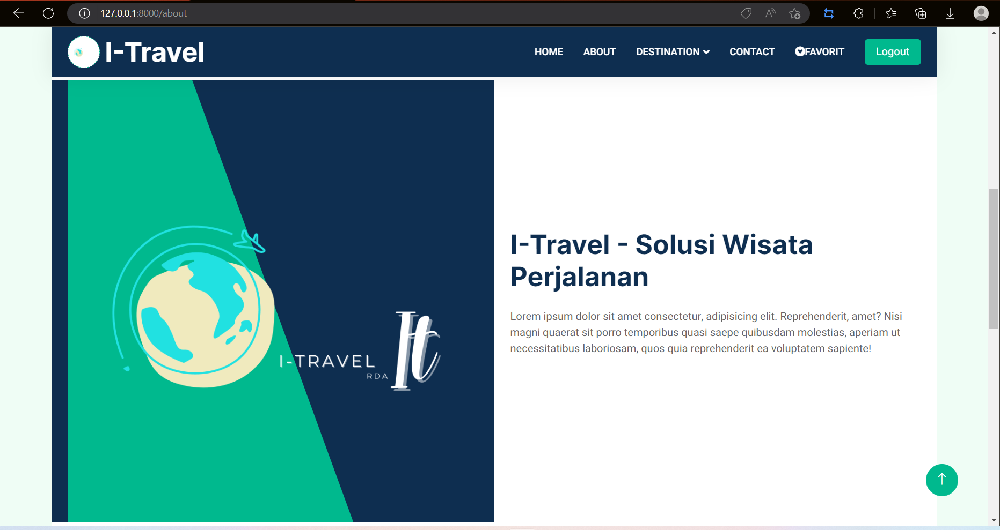 127.0.0.1:8000/about
I-Travel
HOME ABOUT DESTINATION CONTACT FAVORIT Logout
I-TRAVEL
RDA
It
I-Travel - Solusi Wisata
Perjalanan
Lorem ipsum dolor sit amet consectetur, adipisicing elit. Reprehenderit, amet? Nisi
magni quaerat sit porro temporibus quasi saepe quibusdam molestias, aperiam ut
necessitatibus laboriosam, quos quia reprehenderit ea voluptatem sapiente!